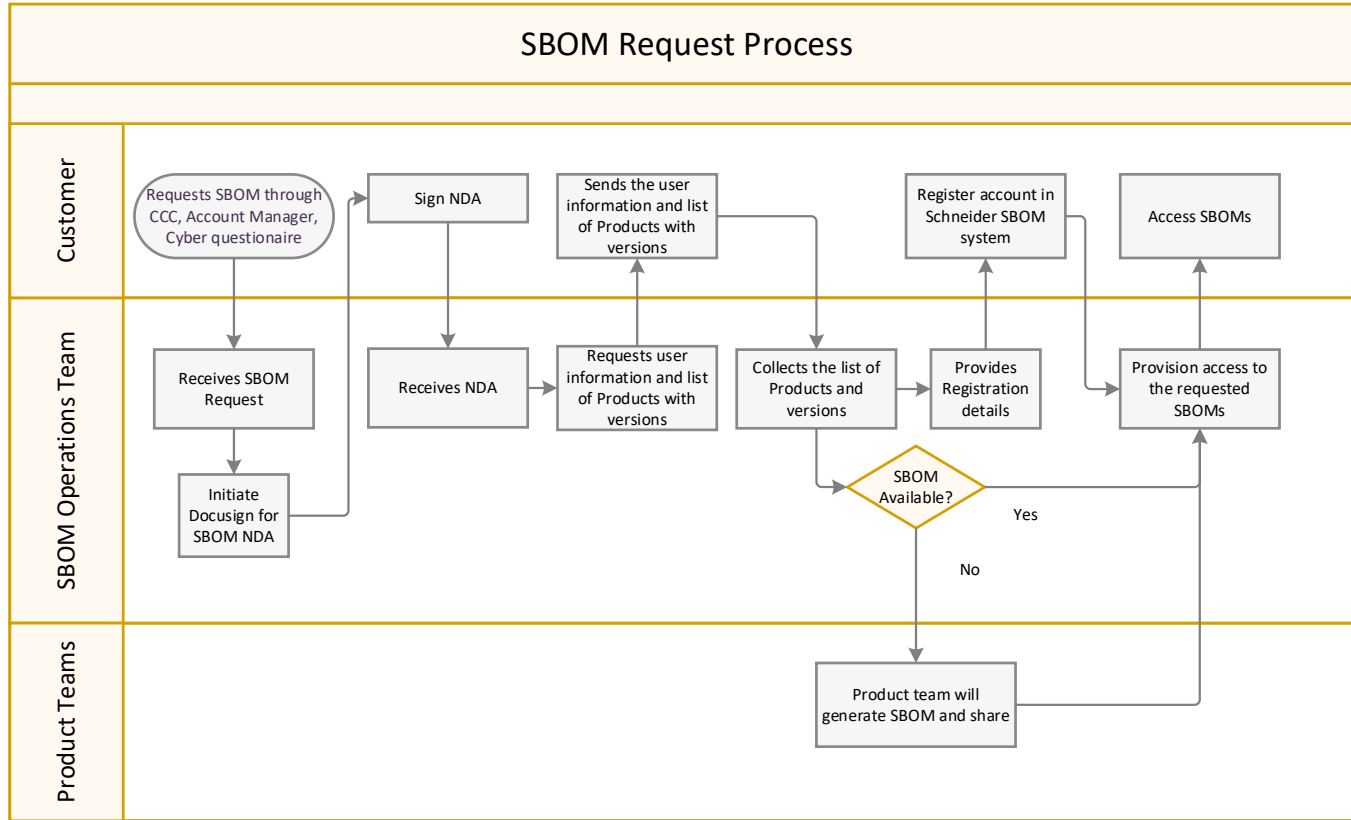 SBOM Request Process
Customer
Requests SBOM through
CCC, Account Manager,
Cyber questionaire
Sign NDA
Sends the user
information and list
of Products with
versions
Register account in
Schneider SBOM
system
Access SBOMs
SBOM Operations Team
Receives SBOM
Request
Receives NDA
Requests user
information and list
of Products with
versions
Collects the list of
Products and
versions
Provides
Registration
details
Provision access to
the requested
SBOMs
Initiate
Docusign for
SBOM NDA
SBOM
Available?
Yes
No
Product Teams
Product team will
generate SBOM and share